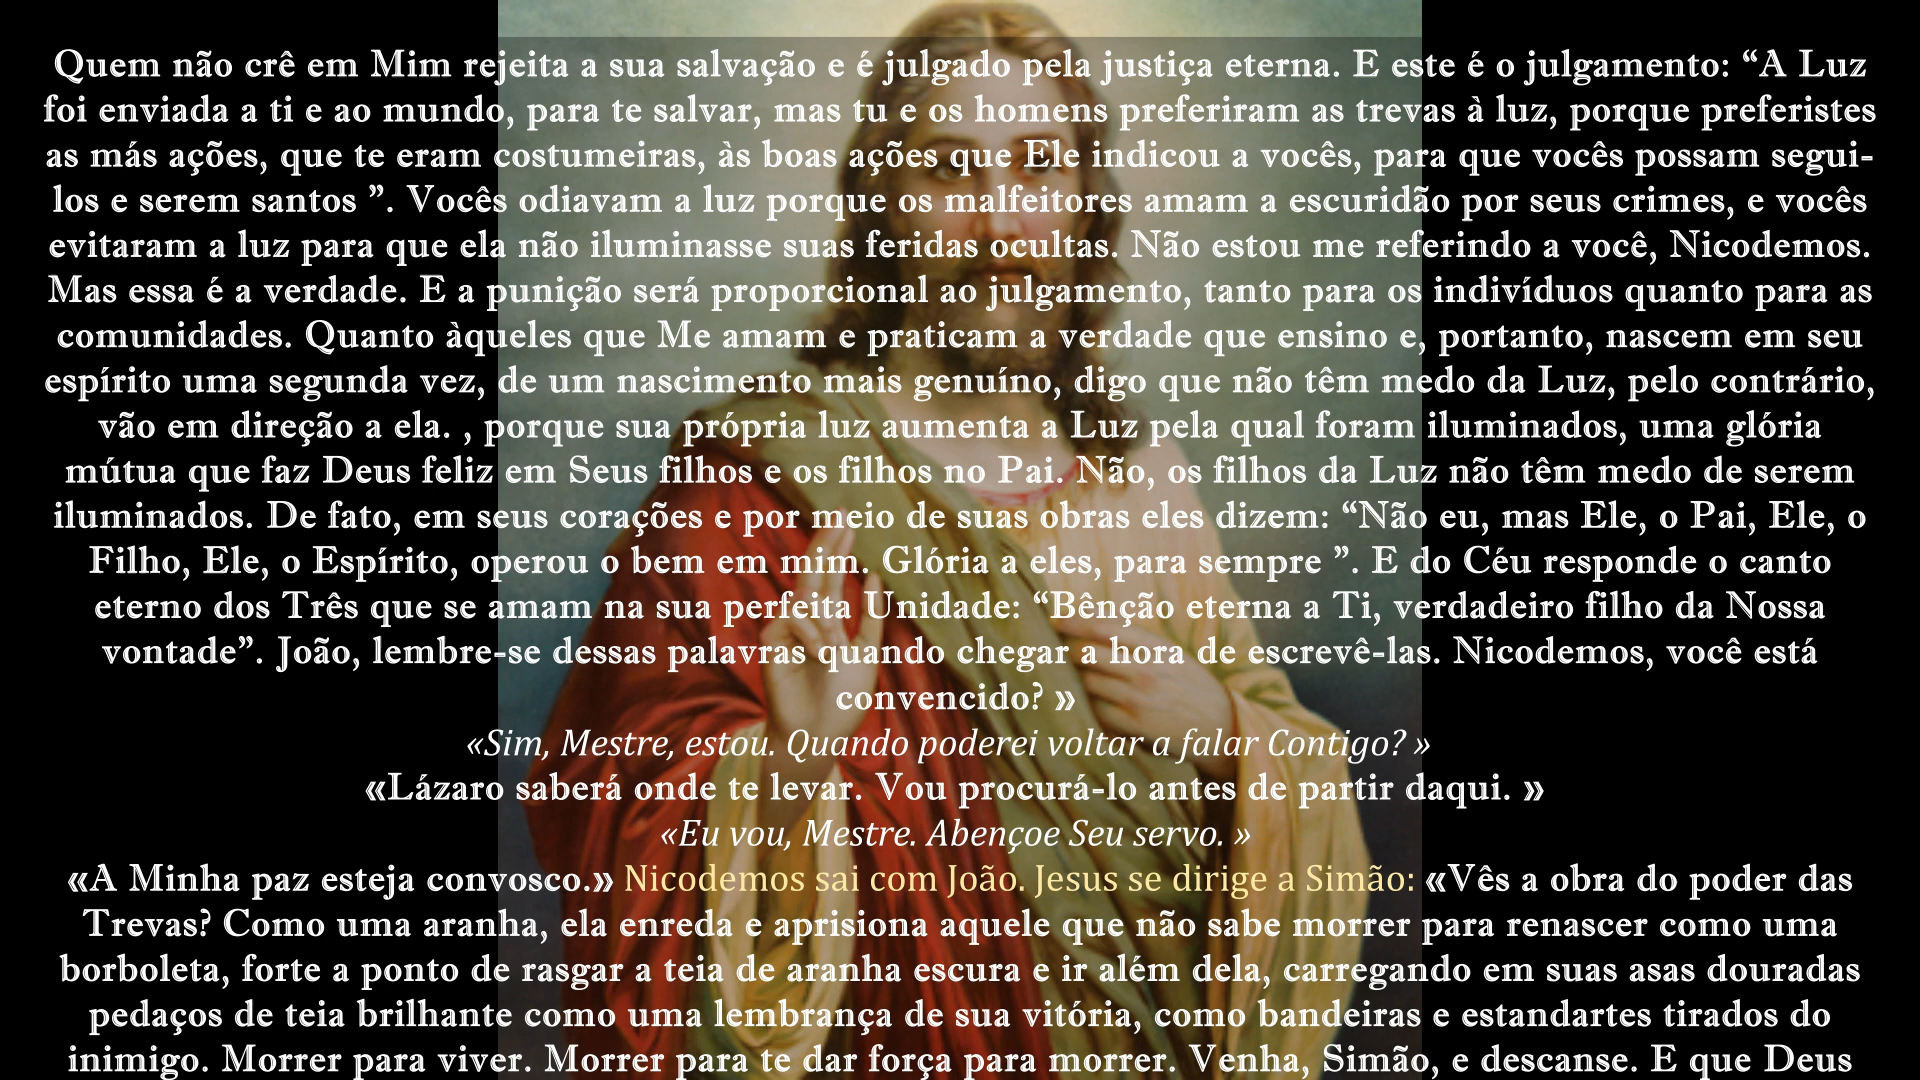 Quem não crê em Mim rejeita a sua salvação e é julgado pela justiça eterna. E este é o julgamento: “A Luz
foi enviada a ti e ao mundo, para te salvar, mas tu e os homens preferiram as trevas à luz, porque preferistes
as más ações, que te eram costumeiras, às boas ações que Ele indicou a vocês, para que vocês possam segui-
los e serem santos ”. Vocês odiavam a luz porque os malfeitores amam a escuridão por seus crimes, e vocês
evitaram a luz para que ela não iluminasse suas feridas ocultas. Não estou me referindo a você, Nicodemos.
Mas essa é a verdade. E a punição será proporcional ao julgamento, tanto para os indivíduos quanto para as
comunidades. Quanto àqueles que Me amam e praticam a verdade que ensino e, portanto, nascem em seu
espírito uma segunda vez, de um nascimento mais genuíno, digo que não têm medo da Luz, pelo contrário,
vão em direção a ela. , porque sua própria luz aumenta a Luz pela qual foram iluminados, uma glória
mútua que faz Deus feliz em Seus filhos e os filhos no Pai. Não, os filhos da Luz não têm medo de serem
iluminados. De fato, em seus corações e por meio de suas obras eles dizem: “Não eu, mas Ele, o Pai, Ele, o
Filho, Ele, o Espírito, operou o bem em mim. Glória a eles, para sempre ”. E do Céu responde o canto
eterno dos Três que se amam na sua perfeita Unidade: “Bênção eterna a Ti, verdadeiro filho da Nossa
vontade”. João, lembre-se dessas palavras quando chegar a hora de escrevê-las. Nicodemos, você está
convencido? »
«Sim, Mestre, estou. Quando poderei voltar a falar Contigo? »
«Lázaro saberá onde te levar. Vou procurá-lo antes de partir daqui. »
«Eu vou, Mestre. Abençoe Seu servo. »
«A Minha paz esteja convosco.» Nicodemos sai com João. Jesus se dirige a Simão: «Vês a obra do poder das
Trevas? Como uma aranha, ela enreda e aprisiona aquele que não sabe morrer para renascer como uma
borboleta, forte a ponto de rasgar a teia de aranha escura e ir além dela, carregando em suas asas douradas
pedaços de teia brilhante como uma lembrança de sua vitória, como bandeiras e estandartes tirados do
inimigo. Morrer para viver. Morrer para te dar força para morrer. Venha, Simão, e descanse. E que Deus